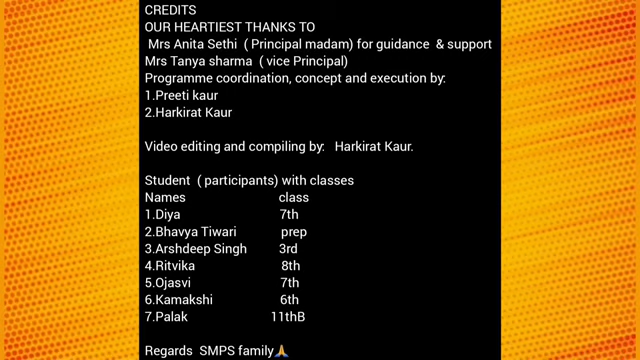 CREDITS
OUR HEARTIEST THANKS TO
Mrs Anita Sethi ( Principal madam) for guidance & support
Mrs Tanya sharma ( vice Principal)
Programme coordination, concept and execution by:
1.Preeti kaur
2.Harkirat Kaur
Video editing and compiling by: Harkirat Kaur.
Student ( participants) with classes
Names class
1.Diya 7th
2.Bhavya Tiwari prep
3.Arshdeep Singh 3rd
4.Ritvika 8th
5.Ojasvi 7th
6.Kamakshi 6th
7.Palak 11thB
Regards SMPS family🙏